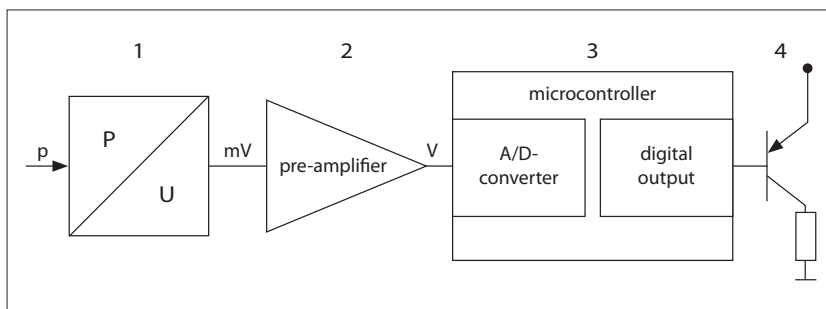 1
2
3
4
microcontroller
p
P
U
mV
pre-amplifier
V
A/D-
converter
digital
output